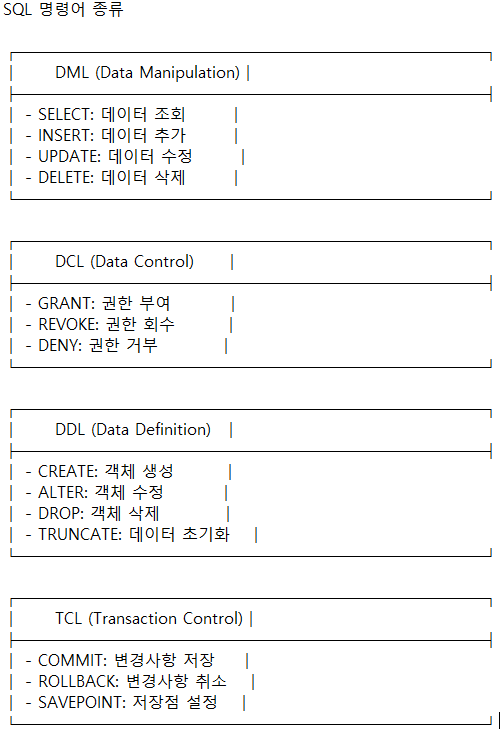 SQL 명령어 종류
DML (Data Manipulation)
- SELECT: 데이터 조회
- INSERT: 데이터 추가
- UPDATE: 데이터 수정
- DELETE: 데이터 삭제
DCL (Data Control)
- GRANT: 권한 부여
- REVOKE: 권한 회수
- DENY: 권한 거부
DDL (Data Definition)
- CREATE: 객체 생성
- ALTER: 객체 수정
- DROP: 객체 삭제
- TRUNCATE: 데이터 초기화
TCL (Transaction Control)
- COMMIT: 변경사항 저장
- ROLLBACK: 변경사항 취소
- SAVEPOINT: 저장점 설정